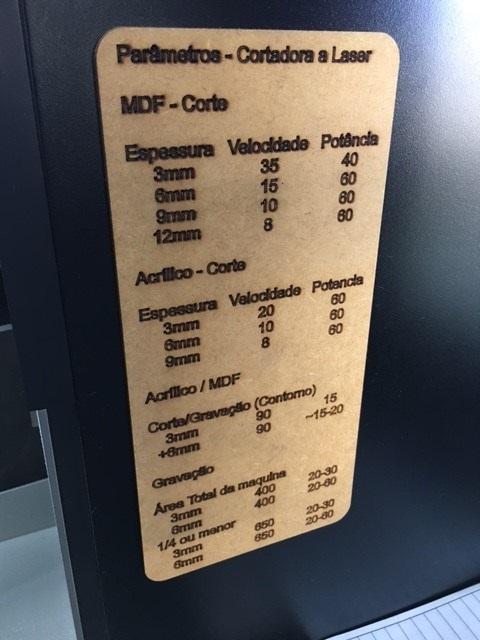 Parâmetros - Cortadora a Laser
MDF - Corte
Espessura Velocidade Potência
3mm 35 40
6mm 15 60
9mm 10 60
12mm 8 60
Acrílico - Corte
Espessura Velocidade Potencia
3mm 20 60
6mm 10 60
9mm 8 60
Acrílico / MDF
Corte/Gravação (Contorno)
3mm 90 15
+6mm 90 ~15-20
Gravação
Área Total da maquina
3mm 400 20-30
6mm 400 20-60
1/4 ou menor
3mm 650 20-30
6mm 650 20-60